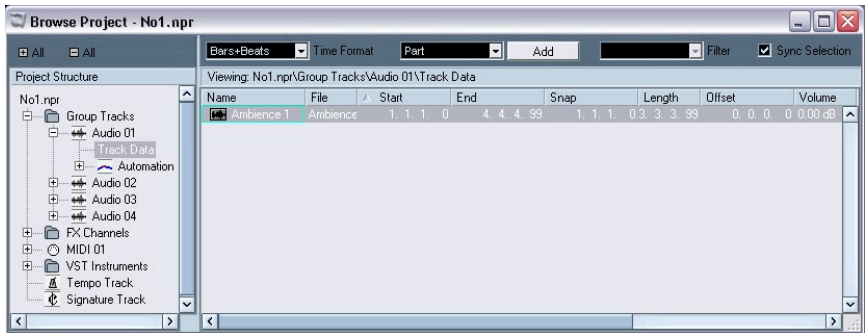 Browse Project - No1.npr
All All Bars+Beats Time Format Part Add Filter Sync Selection
Project Structure
Viewing: No1.npr\Group Tracks\Audio 01\Track Data
Name File Start End Snap Length Offset Volume
Ambience 1 Ambience 1. 1. 1. 0 4. 4. 4. 99 1. 1. 1. 0 3. 3. 3. 99 0. 0. 0. 0 0.00 dB
No1.npr
Group Tracks
Audio 01
Track Data
Automation
Audio 02
Audio 03
Audio 04
FX Channels
MIDI 01
VST Instruments
Tempo Track
Signature Track